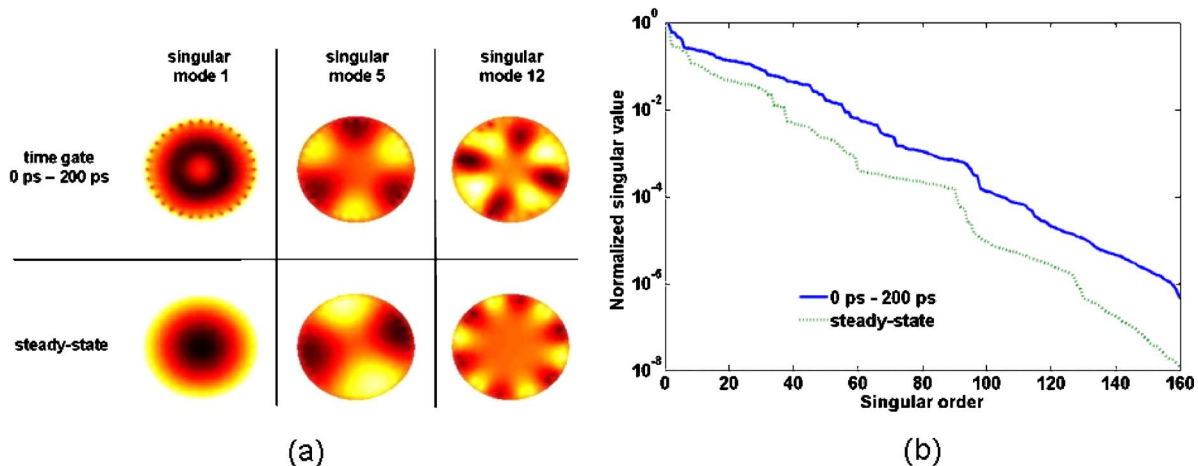 singular
mode 1
singular
mode 5
singular
mode 12
time gate
0 ps – 200 ps
steady-state
(a)
Normalized singular value
10^0
10^-2
10^-4
10^-6
10^-8
0 ps - 200 ps
steady-state
0 20 40 60 80 100 120 140 160
Singular order
(b)